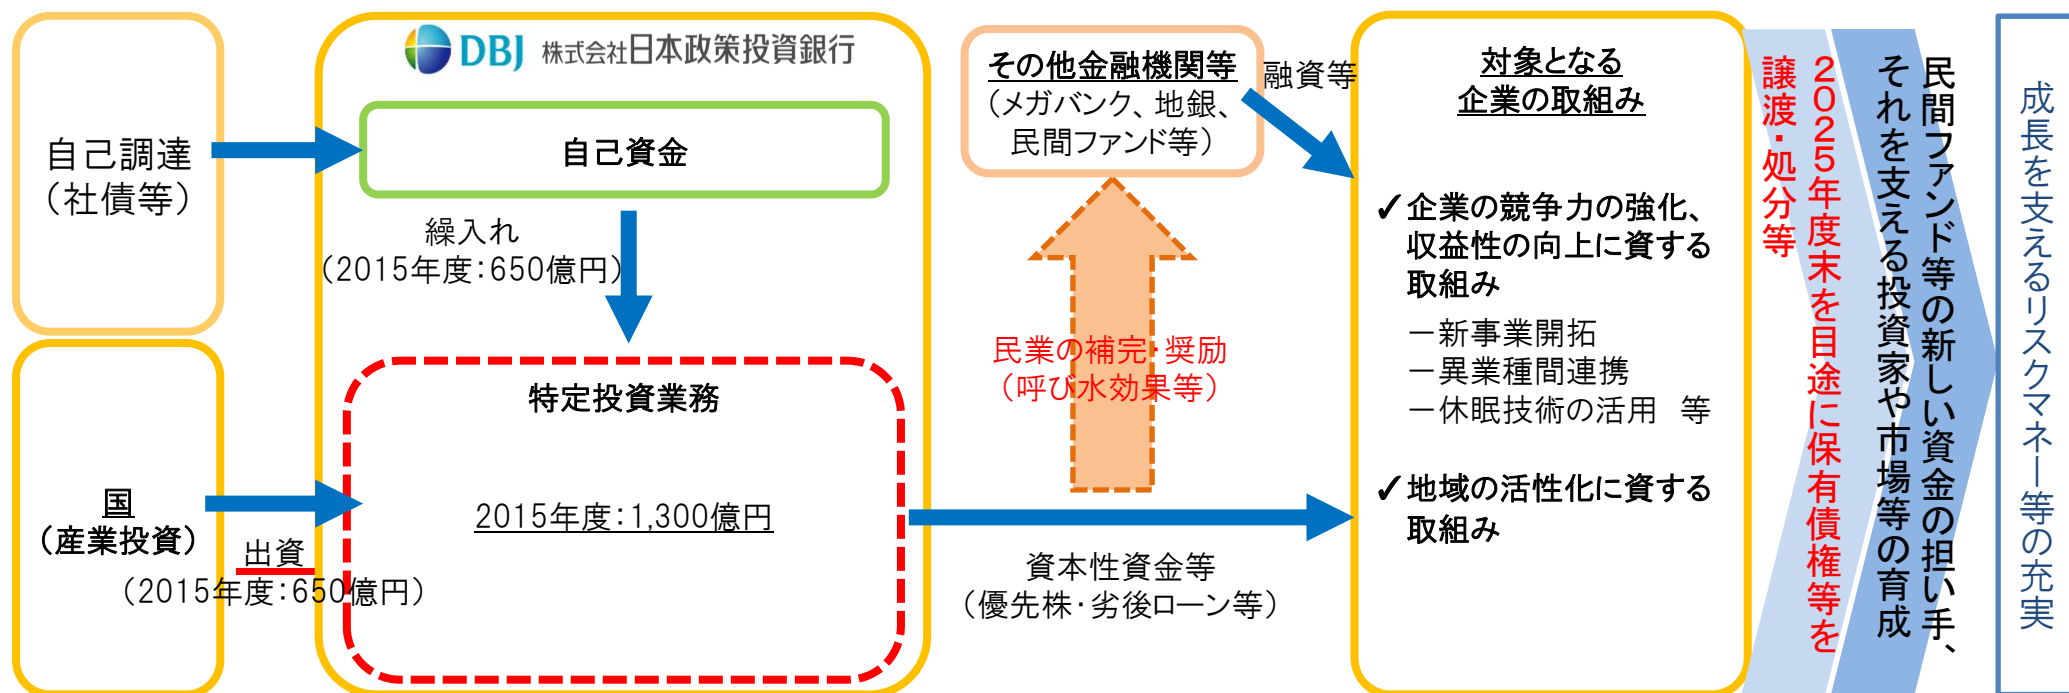 自己調達
（社債等）
国
（産業投資）
出資
（2015年度：650億円）
DBJ 株式会社日本政策投資銀行
自己資金
繰入れ
（2015年度：650億円）
特定投資業務
2015年度：1,300億円
その他金融機関等
（メガバンク、地銀、
民間ファンド等）
融資等
民業の補完・奨励
（呼び水効果等）
資本性資金等
（優先株・劣後ローン等）
対象となる
企業の取組み
✓企業の競争力の強化、
収益性の向上に資する
取組み
－新事業開拓
－異業種間連携
－休眠技術の活用　等
✓地域の活性化に資する
取組み
２０２５年度末を目途に保有債権等を
譲渡・処分等
民間ファンド等の新しい資金の担い手、
それを支える投資家や市場等の育成
成長を支えるリスクマネー等の充実